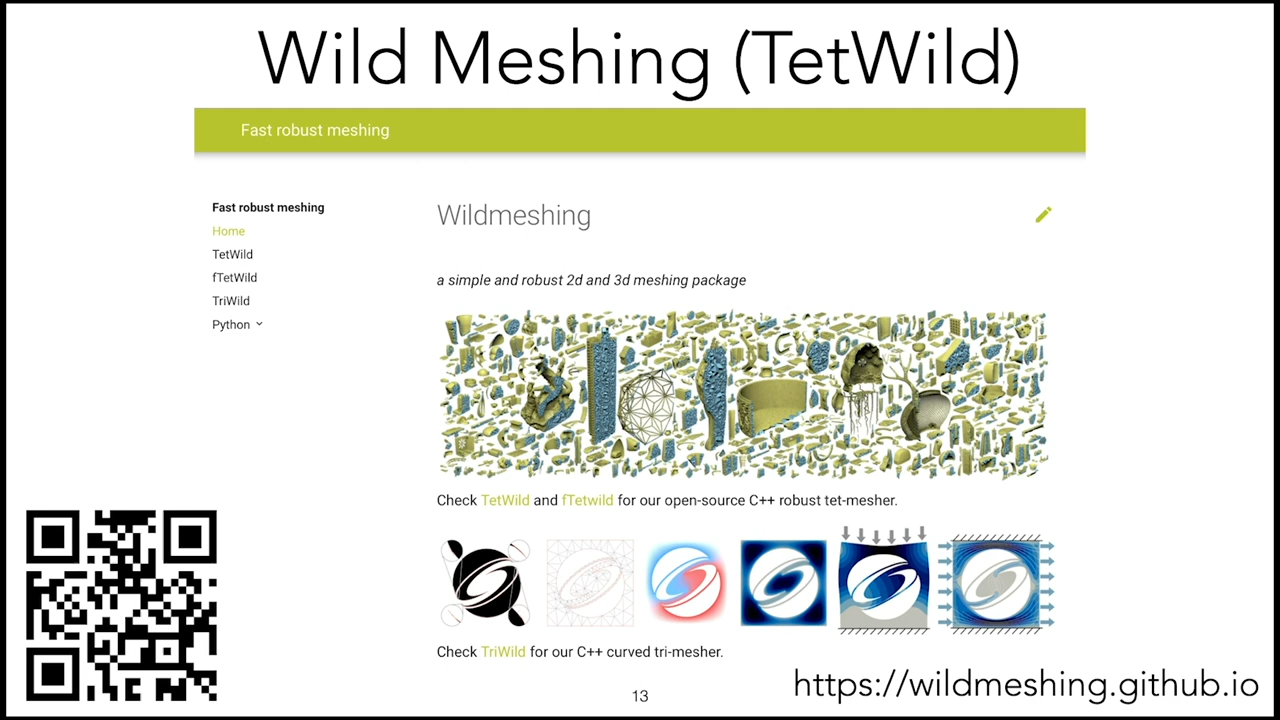 Wild Meshing (TetWild)
Fast robust meshing
Fast robust meshing
Home
TetWild
fTetWild
TriWild
Python
Wildmeshing
a simple and robust 2d and 3d meshing package
Check TetWild and fTetwild for our open-source C++ robust tet-mesher.
Check TriWild for our C++ curved tri-mesher.
13
https://wildmeshing.github.io